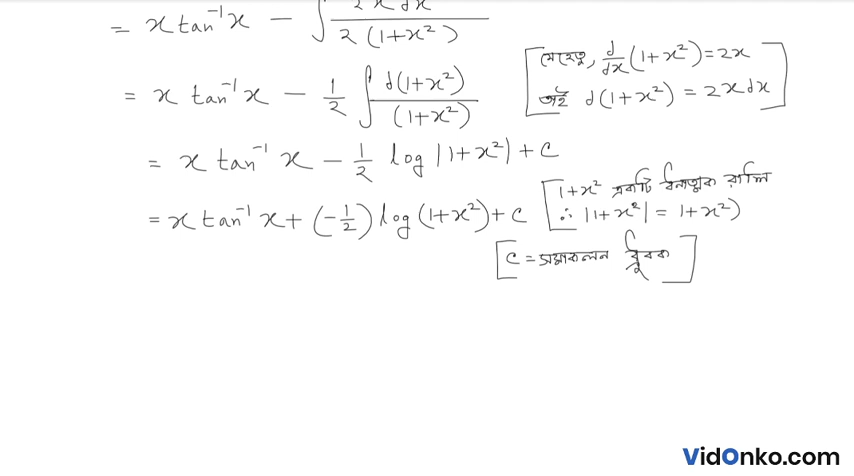 = x tan⁻¹x − ∫ 2x dx / 2(1+x²)
= x tan⁻¹x − 1/2 ∫ d(1+x²) / (1+x²) [যেহেতু, d/dx (1+x²) = 2x
তাই d(1+x²) = 2x dx]
= x tan⁻¹ x − 1/2 log |1+x²| + c
= x tan⁻¹ x + (−1/2) log (1+x²) + c [1+x² একটি ধনাত্মক রাশি
∴ |1+x²| = 1+x²)
[c = সমাকলন ধ্রুবক]
VidOnko.com